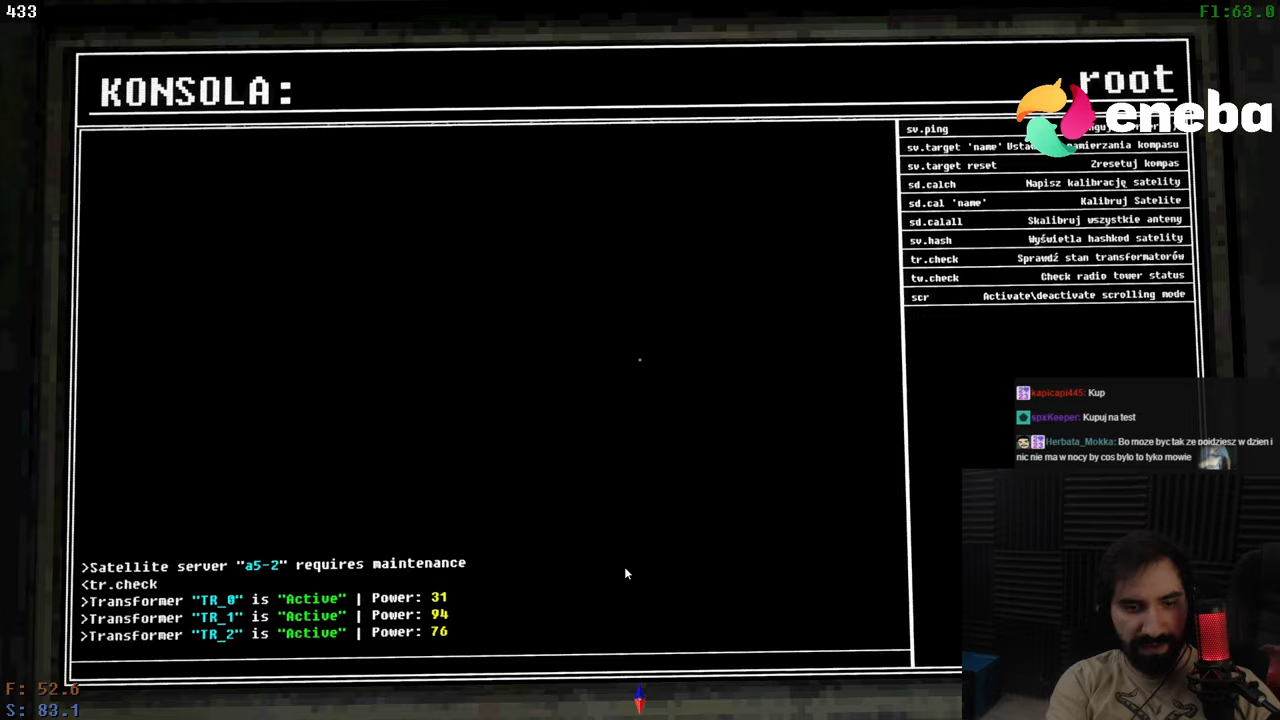 433
F1:63.0
KONSOLA:
root
eneba
sv.ping
sv.target 'name' namierzania kompasu
sv.target reset Zresetuj kompas
sd.calch Napisz kalibrację satelity
sd.cal 'name' Kalibruj Satelite
sd.calall Skalibruj wszystkie anteny
sv.hash Wyświetla hashkod satelity
tr.check Sprawdź stan transformatorów
tw.check Check radio tower status
scr Activate\deactivate scrolling mode
kapicapi445: Kup
spxKeeper: Kupuj na test
Herbata_Mokka: Bo moze byc tak ze pojdziesz w dzien i
nic nie ma w nocy by cos bylo to tyko mowie
>Satellite server "a5-2" requires maintenance
<tr.check
>Transformer "TR_0" is "Active" | Power: 31
>Transformer "TR_1" is "Active" | Power: 94
>Transformer "TR_2" is "Active" | Power: 76
F: 52.6
S: 83.1